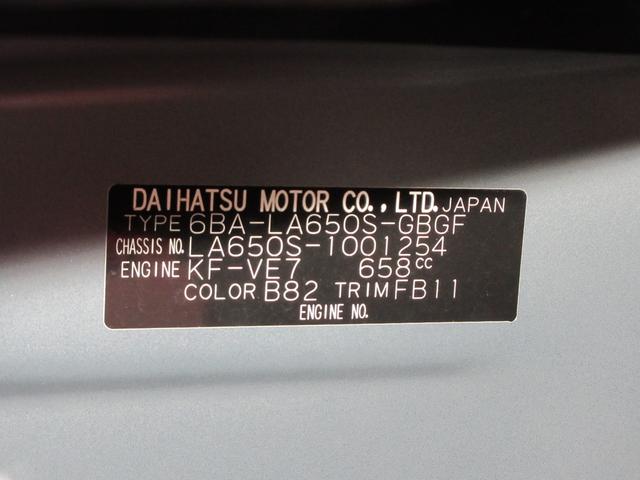 DAIHATSU MOTOR CO., LTD. JAPAN
TYPE 6BA-LA650S-GBGF
CHASSIS NO. LA650S-1001254
ENGINE KF-VE7 658cc
COLOR B82 TRIM FB11
ENGINE NO.